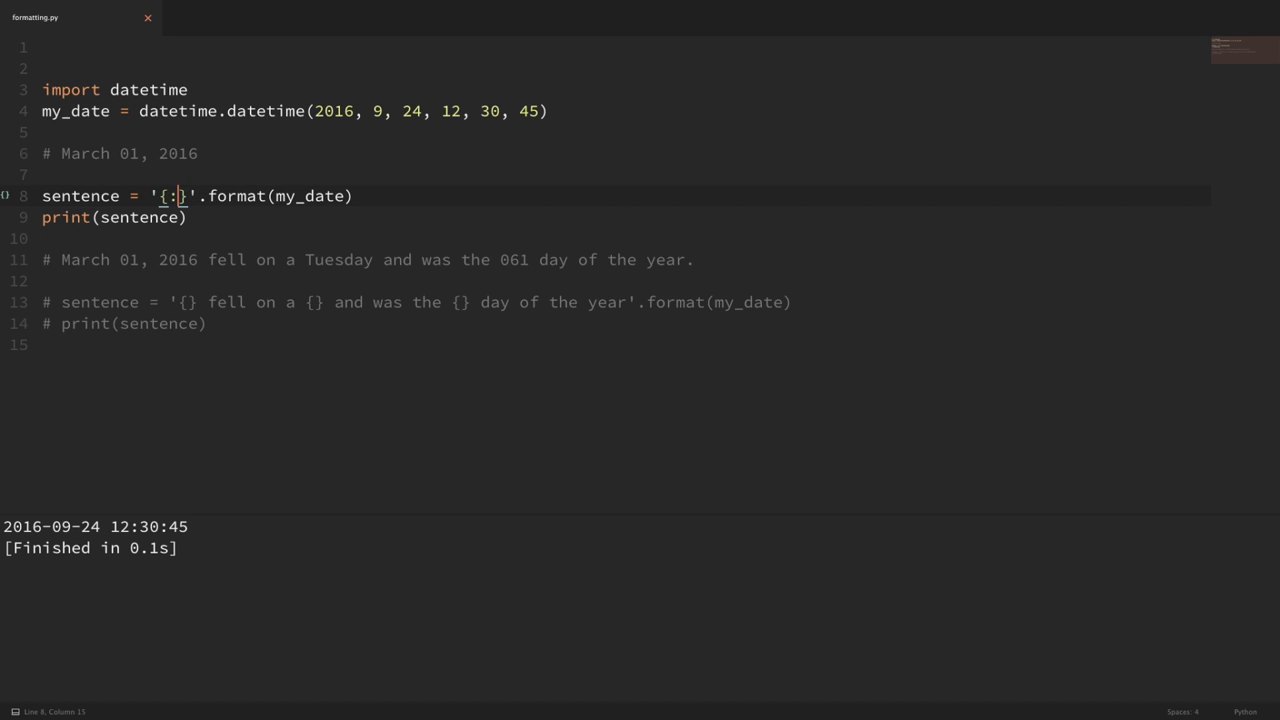 formatting.py
1
2
3 import datetime
4 my_date = datetime.datetime(2016, 9, 24, 12, 30, 45)
5
6 # March 01, 2016
7
{} 8 sentence = '{:}'.format(my_date)
9 print(sentence)
10
11 # March 01, 2016 fell on a Tuesday and was the 061 day of the year.
12
13 # sentence = '{} fell on a {} and was the {} day of the year'.format(my_date)
14 # print(sentence)
15
2016-09-24 12:30:45
[Finished in 0.1s]
Line 8, Column 15 Spaces: 4 Python